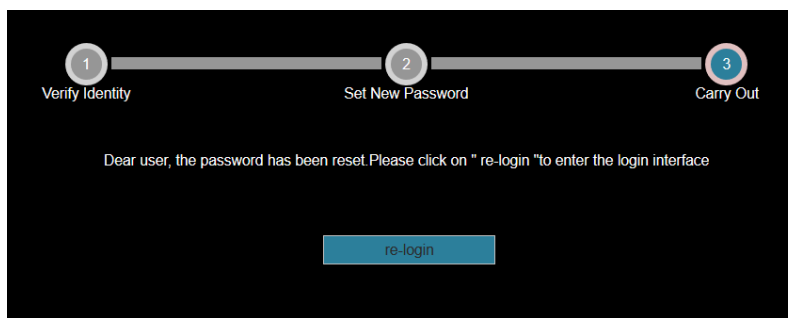 1 2 3
Verify Identity Set New Password Carry Out
Dear user, the password has been reset.Please click on " re-login "to enter the login interface
re-login